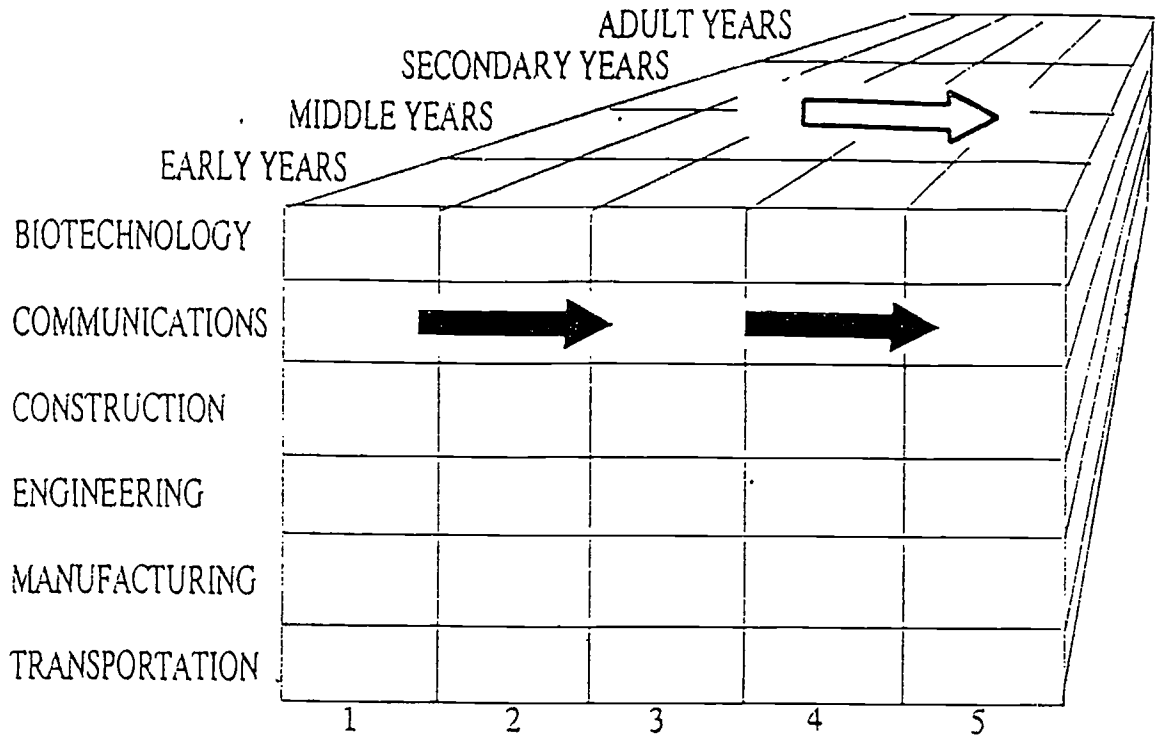 ADULT YEARS
SECONDARY YEARS
MIDDLE YEARS
EARLY YEARS
BIOTECHNOLOGY
COMMUNICATIONS
CONSTRUCTION
ENGINEERING
MANUFACTURING
TRANSPORTATION
1 2 3 4 5